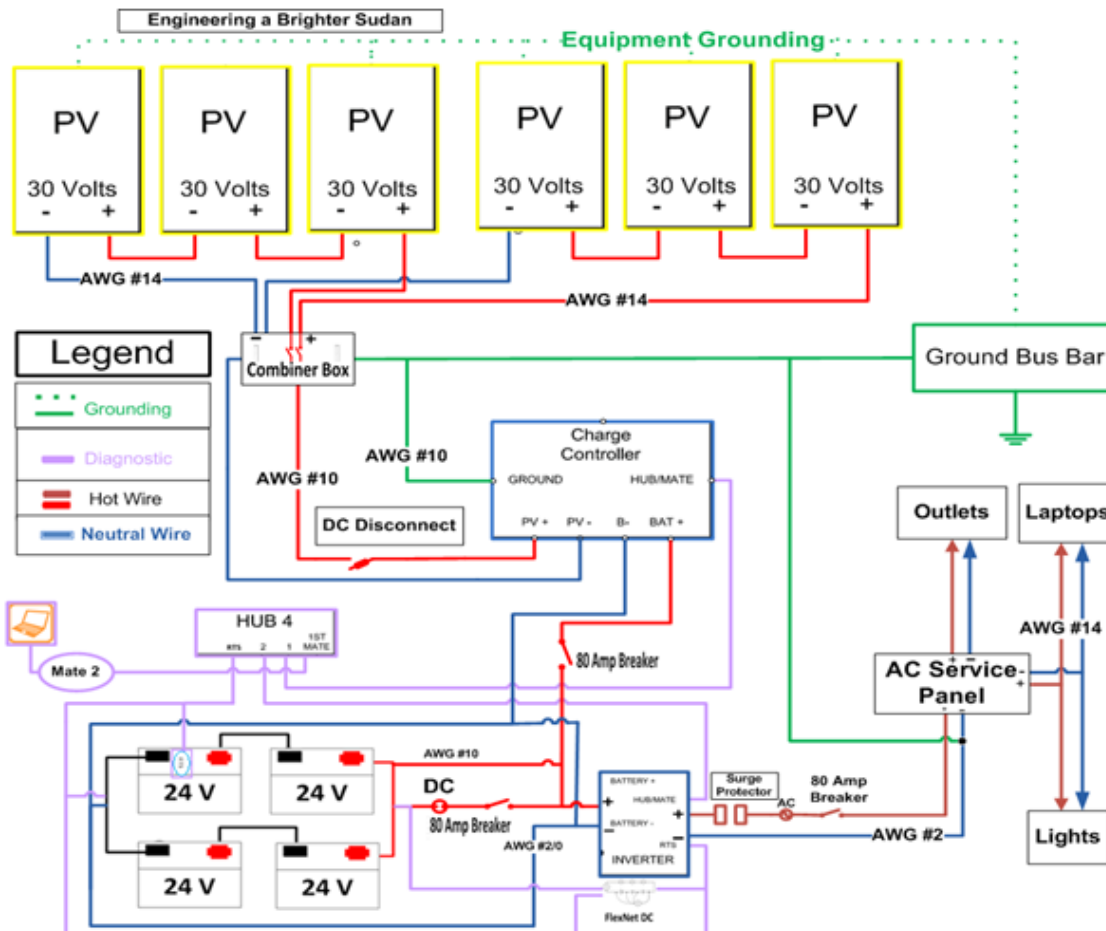 Engineering a Brighter Sudan
Equipment Grounding
PV
30 Volts
- +
PV
30 Volts
- +
PV
30 Volts
- +
PV
30 Volts
- +
PV
30 Volts
- +
PV
30 Volts
- +
AWG #14
AWG #14
- +
Combiner Box
Ground Bus Bar
Legend
Grounding
Diagnostic
Hot Wire
Neutral Wire
AWG #10
AWG #10
Charge
Controller
GROUND HUB/MATE
PV + PV - B- BAT +
DC Disconnect
Outlets
Laptops
AWG #14
HUB 4
RTS 2 1 1ST
MATE
Mate 2
80 Amp Breaker
+ -
AC Service
Panel
-
+
- -
24 V
24 V
24 V
24 V
AWG #10
DC
80 Amp Breaker
AWG #2/0
BATTERY +
HUB/MATE
+ +
BATTERY -
- -
RTS
INVERTER
Surge
Protector
AC
80 Amp
Breaker
AWG #2
Lights
FlexNet DC